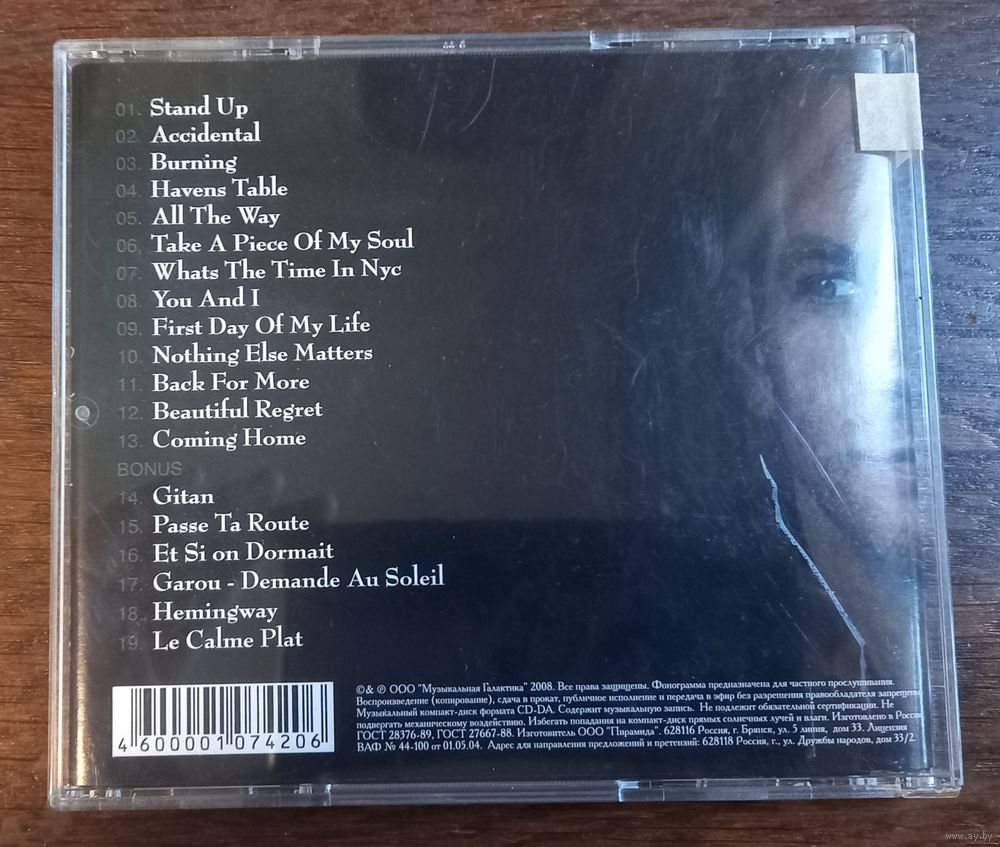 01. Stand Up
02. Accidental
03. Burning
04. Havens Table
05. All The Way
06. Take A Piece Of My Soul
07. Whats The Time In Nyc
08. You And I
09. First Day Of My Life
10. Nothing Else Matters
11. Back For More
12. Beautiful Regret
13. Coming Home
BONUS
14. Gitan
15. Passe Ta Route
16. Et Si on Dormait
17. Garou - Demande Au Soleil
18. Hemingway
19. Le Calme Plat
4 600001 074206
©& ℗ ООО "Музыкальная Галактика" 2008. Все права защищены. Фонограмма предназначена для частного прослушивания.
Воспроизведение (копирование), сдача в прокат, публичное исполнение и передача в эфир без разрешения правообладателя запрещены.
Музыкальный компакт-диск формата CD-DA. Содержит музыкальную запись. Не подлежит обязательной сертификации. Не
подвергать механическому воздействию. Избегать попадания на компакт-диск прямых солнечных лучей и влаги. Изготовлено в России
ГОСТ 28376-89, ГОСТ 27667-88. Изготовитель ООО "Пирамида". 628116 Россия, г. Брянск, ул. 5 линия, дом 33. Лицензия
ВАФ № 44-100 от 01.05.04. Адрес для направления предложений и претензий: 628118 Россия, г., ул. Дружбы народов, дом 33/2.
www.ay.by